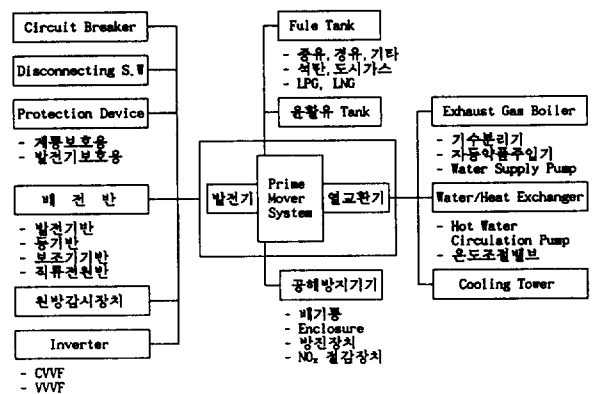 Circuit Breaker
Disconnecting S.W
Protection Device
- 계통보호용
- 발전기보호용
배 전 반
- 발전기반
- 동기반
- 보조기기반
- 직류전원반
원방감시장치
Inverter
- CVVF
- VVVF
Fule Tank
- 중유, 경유, 기타
- 석탄, 도시가스
- LPG, LNG
윤활유 Tank
발전기
Prime
Mover
System
열교환기
공해방지기기
- 배기통
- Enclosure
- 방진장치
- NOx 절감장치
Exhaust Gas Boiler
- 기수분리기
- 자동약품주입기
- Water Supply Pump
Water/Heat Exchanger
- Hot Water
Circulation Pump
- 온도조절밸브
Cooling Tower